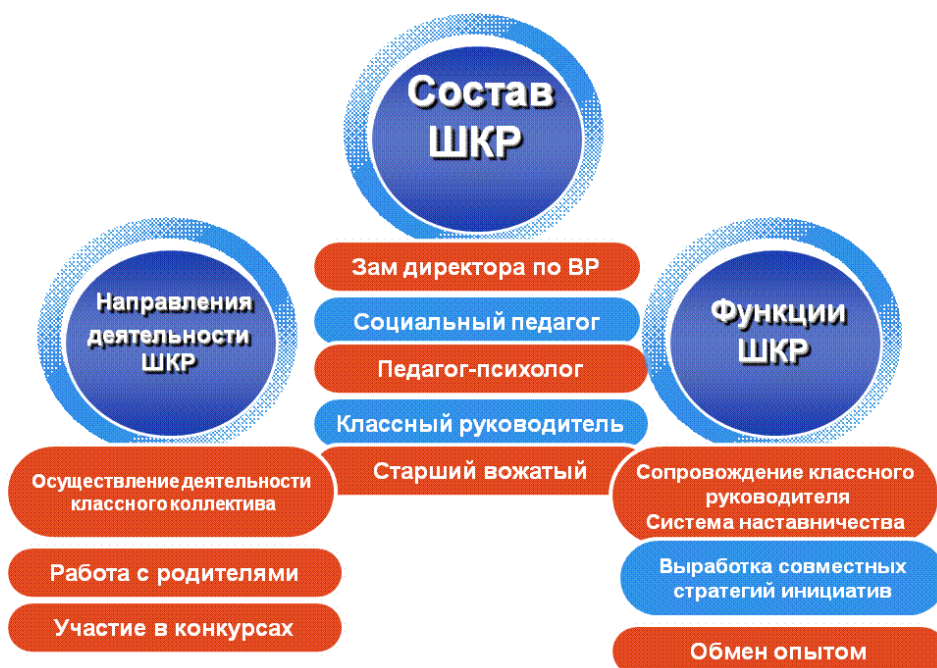 Состав
ШКР
Зам директора по ВР
Социальный педагог
Педагог-психолог
Классный руководитель
Старший вожатый
Направления
деятельности
ШКР
Осуществление деятельности
классного коллектива
Работа с родителями
Участие в конкурсах
Функции
ШКР
Сопровождение классного
руководителя
Система наставничества
Выработка совместных
стратегий инициатив
Обмен опытом